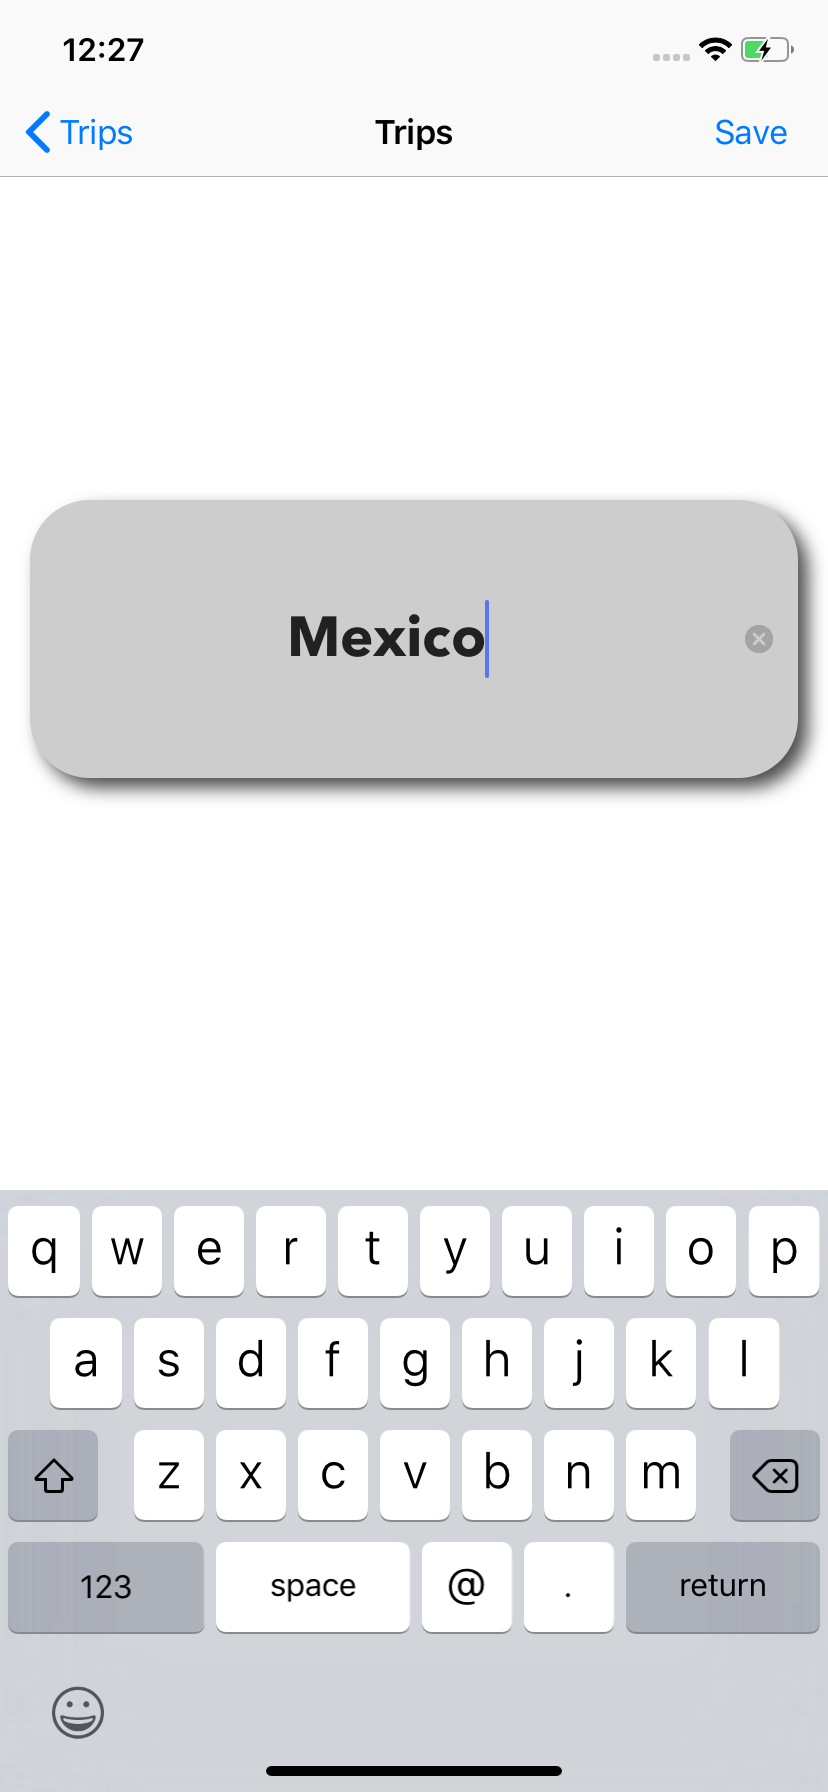 12:27
Trips Trips Save
Mexico
q w e r t y u i o p
a s d f g h j k l
z x c v b n m
123 space @ . return